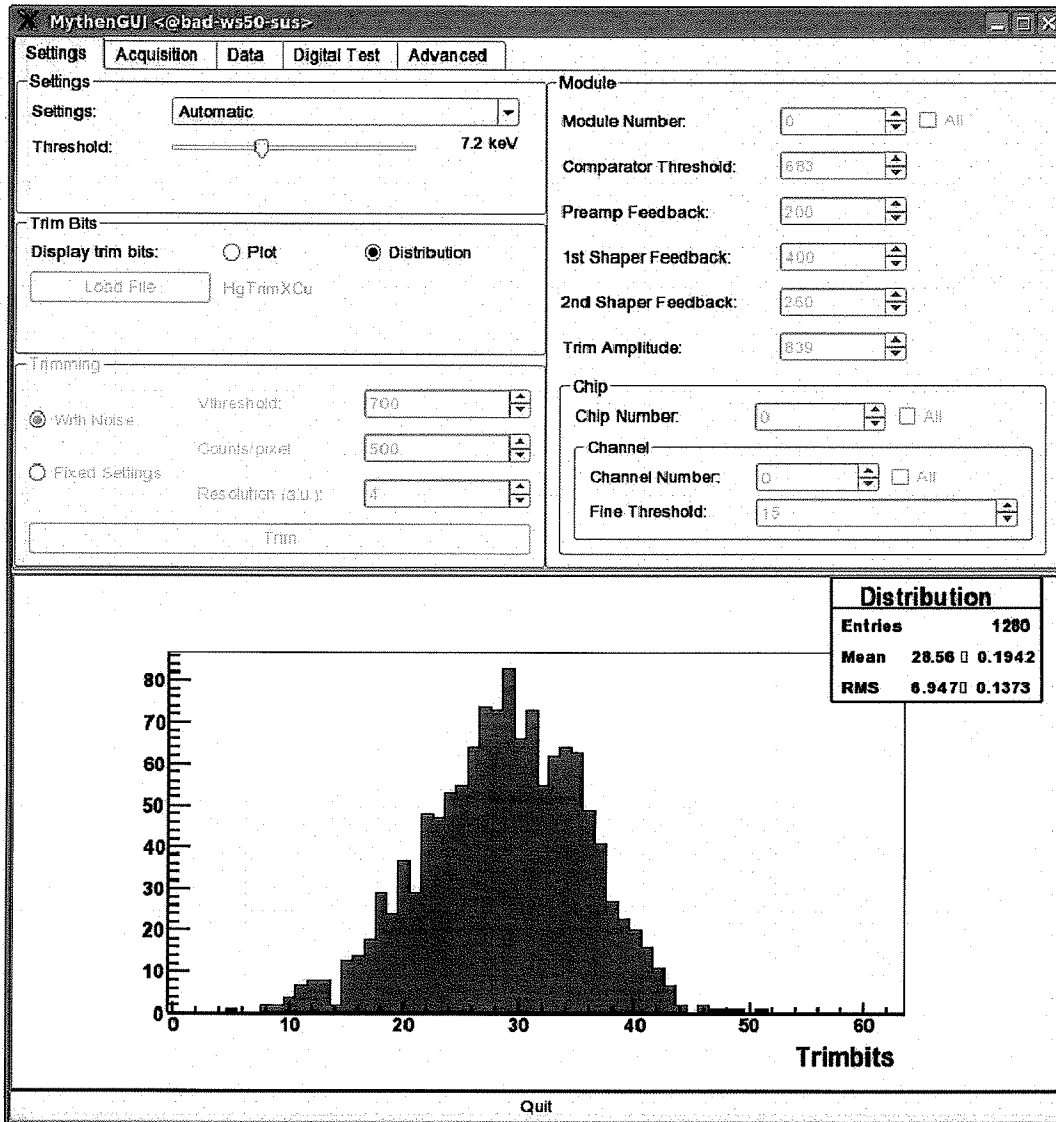 MythenGUI <@bad-ws50-sus>
Settings Acquisition Data Digital Test Advanced
Settings
Settings: Automatic
Threshold: 7.2 keV
Trim Bits
Display trim bits: Plot Distribution
Load File HgTrimXCu
Trimming
With Noise
Fixed Settings
Vthreshold: 700
Counts/pixel 500
Resolution (a.u.): 4
Trim
Module
Module Number: 0 All
Comparator Threshold: 683
Preamp Feedback: 200
1st Shaper Feedback: 400
2nd Shaper Feedback: 260
Trim Amplitude: 839
Chip
Chip Number: 0 All
Channel
Channel Number: 0 All
Fine Threshold: 15
Distribution
Entries 1280
Mean 28.56 ▯ 0.1942
RMS 6.947▯ 0.1373
80
70
60
50
40
30
20
10
0
0 10 20 30 40 50 60
Trimbits
Quit